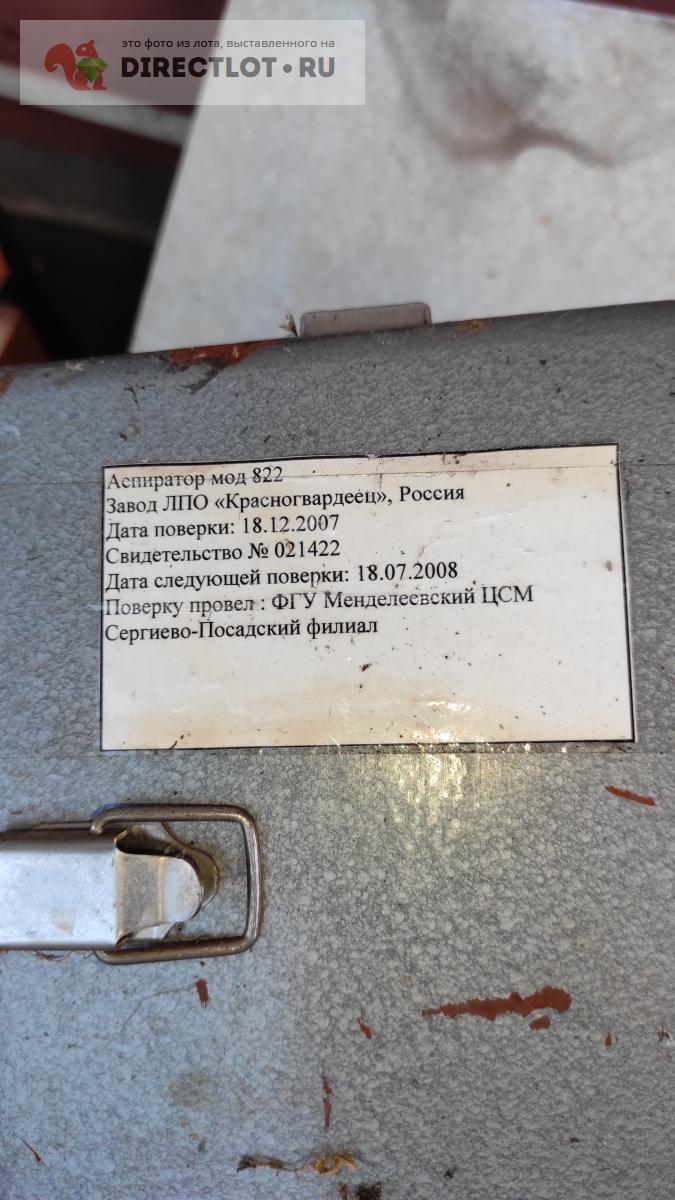 это фото из лота, выставленного на
DIRECTLOT•RU
Аспиратор мод 822
Завод ЛПО «Красногвардеец», Россия
Дата поверки: 18.12.2007
Свидетельство № 021422
Дата следующей поверки: 18.07.2008
Поверку провел : ФГУ Менделеевский ЦСМ
Сергиево-Посадский филиал